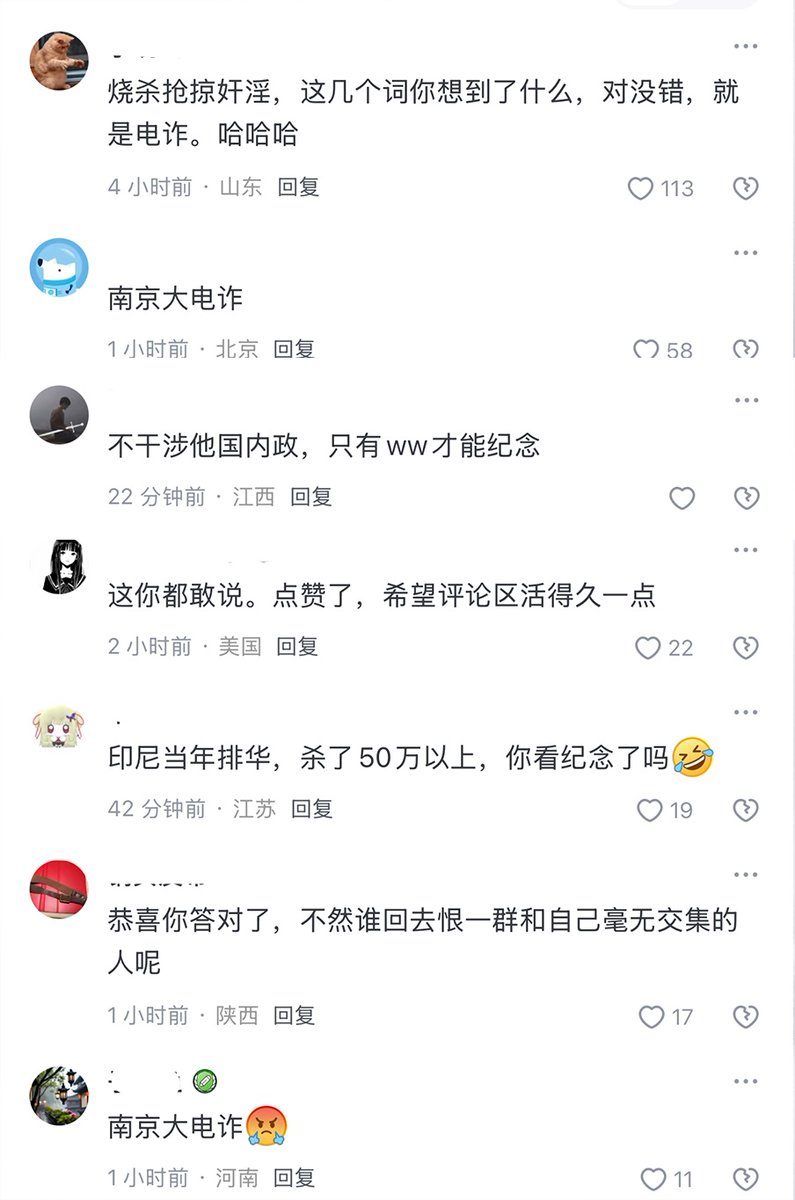 烧杀抢掠奸淫，这几个词你想到了什么，对没错，就
是电诈。哈哈哈
4 小时前 · 山东 回复
113
南京大电诈
1 小时前 · 北京 回复
58
不干涉他国内政，只有ww才能纪念
22 分钟前 · 江西 回复
这你都敢说。点赞了，希望评论区活得久一点
2 小时前 · 美国 回复
22
印尼当年排华，杀了50万以上，你看纪念了吗🤣
42 分钟前 · 江苏 回复
19
恭喜你答对了，不然谁回去恨一群和自己毫无交集的
人呢
1 小时前 · 陕西 回复
17
南京大电诈😡
1 小时前 · 河南 回复
11